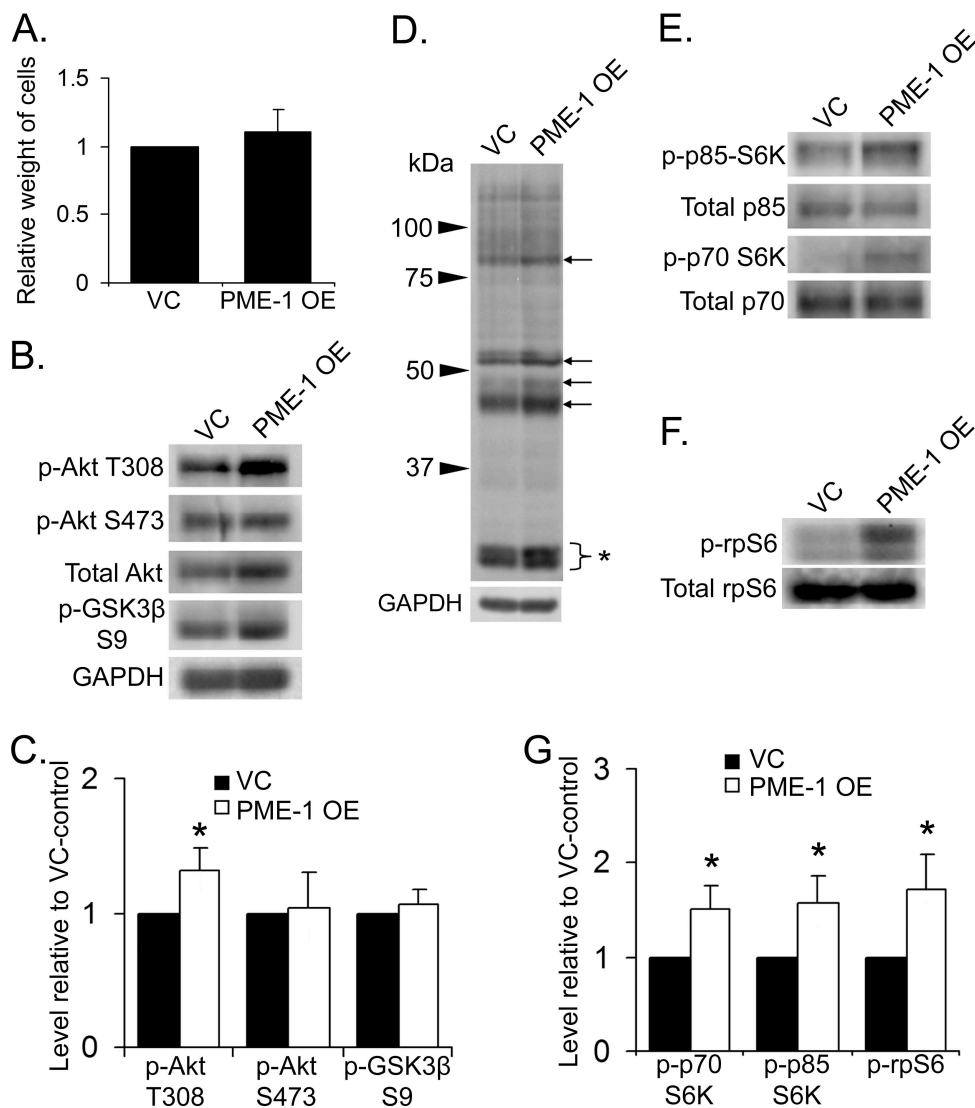 A.
Relative weight of cells
1.5
1
0.5
0
VC
PME-1 OE
B.
VC
PME-1 OE
p-Akt T308
p-Akt S473
Total Akt
p-GSK3β
S9
GAPDH
C.
Level relative to VC-control
2
1
0
VC
PME-1 OE
*
p-Akt
T308
p-Akt
S473
p-GSK3β
S9
D.
VC
PME-1 OE
kDa
100
75
50
37
*
GAPDH
E.
VC
PME-1 OE
p-p85-S6K
Total p85
p-p70 S6K
Total p70
F.
VC
PME-1 OE
p-rpS6
Total rpS6
G
Level relative to VC-control
3
2
1
0
VC
PME-1 OE
*
*
*
p-p70
S6K
p-p85
S6K
p-rpS6